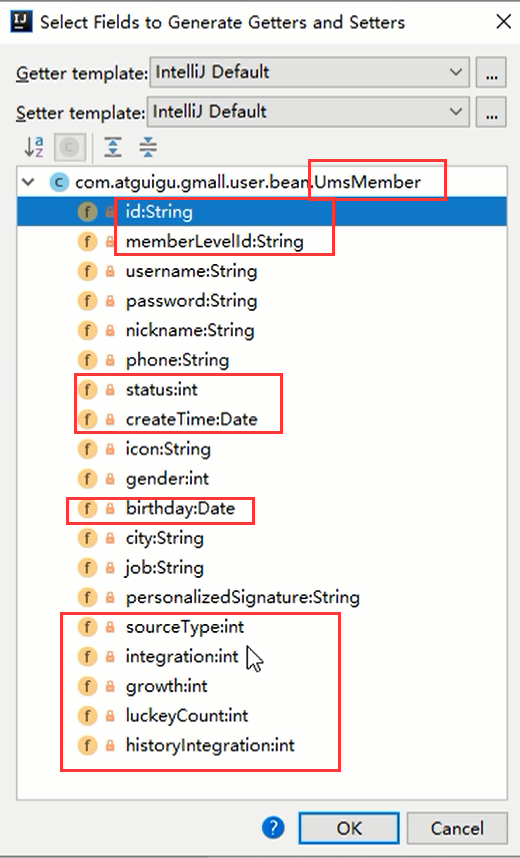 IJ Select Fields to Generate Getters and Setters
Getter template: IntelliJ Default ...
Setter template: IntelliJ Default ...
a
z c
c com.atguigu.gmall.user.bean.UmsMember
f id:String
f memberLevelId:String
f username:String
f password:String
f nickname:String
f phone:String
f status:int
f createTime:Date
f icon:String
f gender:int
f birthday:Date
f city:String
f job:String
f personalizedSignature:String
f sourceType:int
f integration:int
f growth:int
f luckeyCount:int
f historyIntegration:int
? OK Cancel